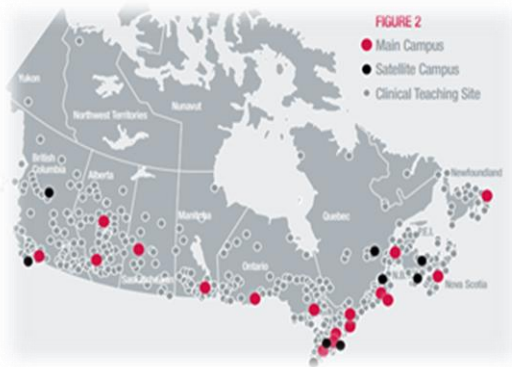 FIGURE 2
Main Campus
Satellite Campus
Clinical Teaching Site
Yukon
Northwest Territories
Nunavut
British
Columbia
Alberta
Manitoba
Saskatchewan
Ontario
Quebec
Newfoundland
P.E.I.
N.B.
Nova Scotia